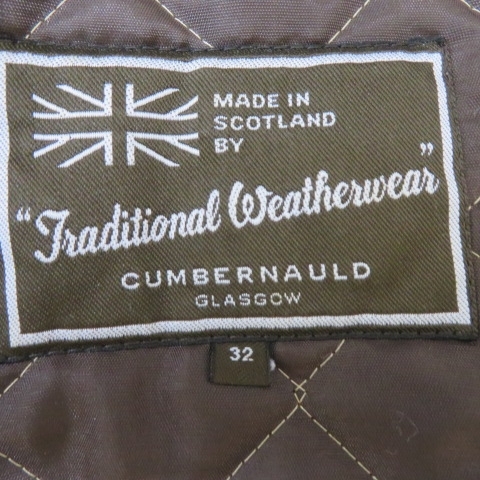 MADE IN
SCOTLAND
BY
"Traditional Weatherwear"
CUMBERNAULD
GLASGOW
32